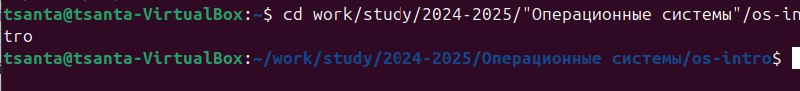 tsanta@tsanta-VirtualBox:~$ cd work/study/2024-2025/"Операционные системы"/os-in
tro
tsanta@tsanta-VirtualBox:~/work/study/2024-2025/Операционные системы/os-intro$